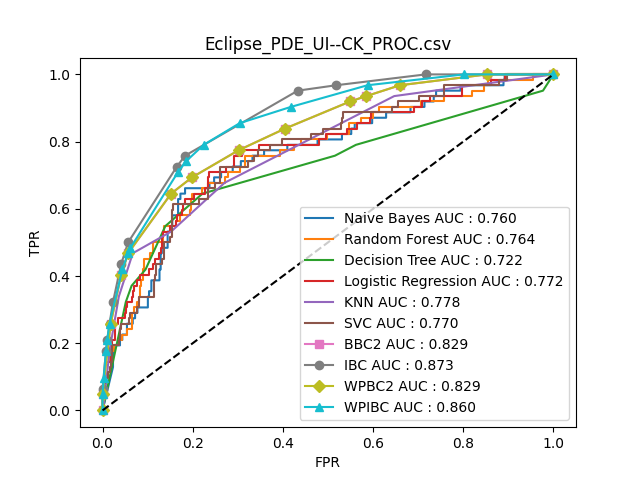 Eclipse_PDE_UI--CK_PROC.csv
1.0
0.8
0.6
0.4
0.2
0.0
TPR
Naive Bayes AUC : 0.760
Random Forest AUC : 0.764
Decision Tree AUC : 0.722
Logistic Regression AUC : 0.772
KNN AUC : 0.778
SVC AUC : 0.770
BBC2 AUC : 0.829
IBC AUC : 0.873
WPBC2 AUC : 0.829
WPIBC AUC : 0.860
0.0 0.2 0.4 0.6 0.8 1.0
FPR